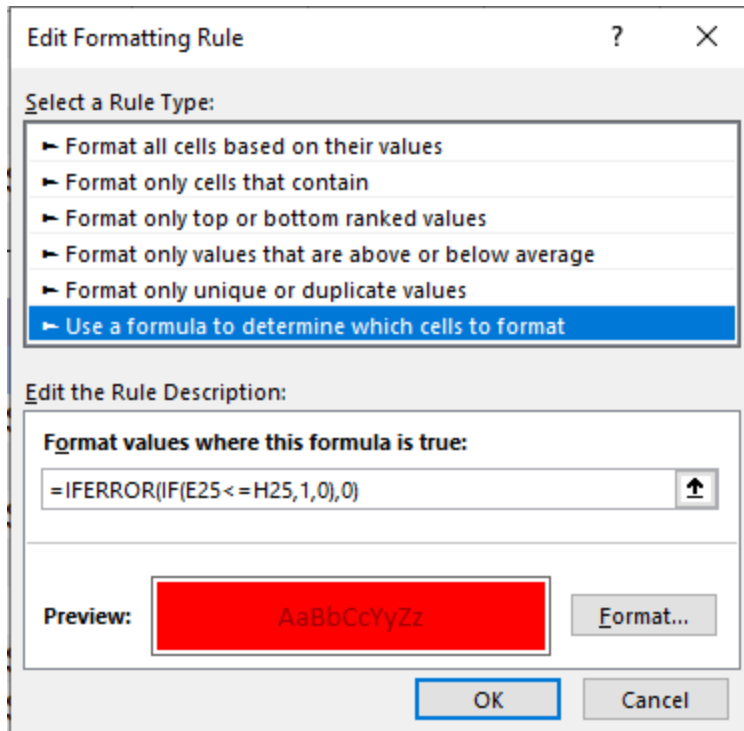 Edit Formatting Rule ? ×
Select a Rule Type:
► Format all cells based on their values
► Format only cells that contain
► Format only top or bottom ranked values
► Format only values that are above or below average
► Format only unique or duplicate values
► Use a formula to determine which cells to format
Edit the Rule Description:
Format values where this formula is true:
=IFERROR(IF(E25<=H25,1,0),0)
Preview: AaBbCcYyZz Format...
OK Cancel